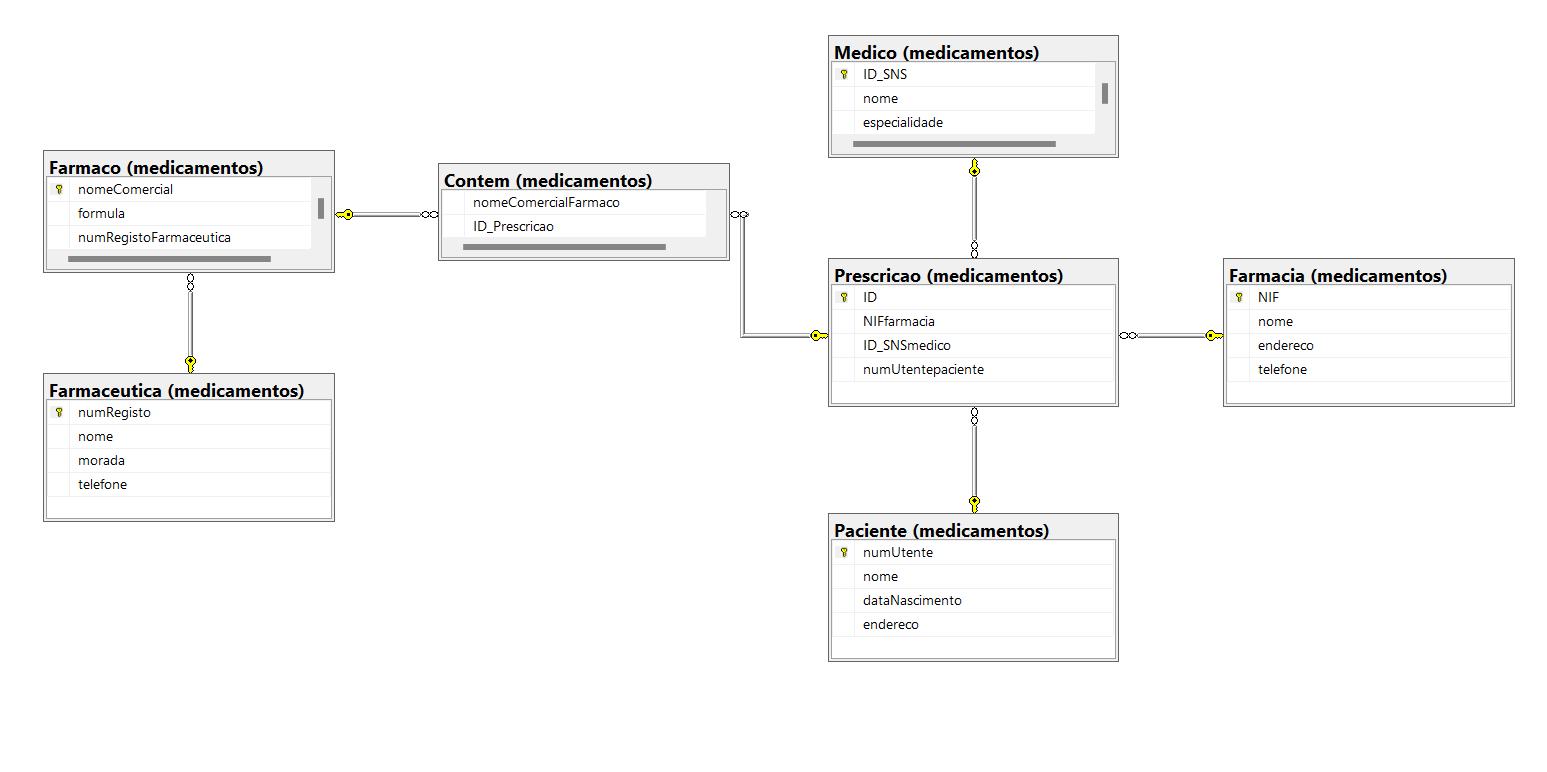 Medico (medicamentos)
ID_SNS
nome
especialidade
Farmaco (medicamentos)
nomeComercial
formula
numRegistoFarmaceutica
Contem (medicamentos)
nomeComercialFarmaco
ID_Prescricao
Prescricao (medicamentos)
ID
NIFfarmacia
ID_SNSmedico
numUtentepaciente
Farmacia (medicamentos)
NIF
nome
endereco
telefone
Farmaceutica (medicamentos)
numRegisto
nome
morada
telefone
Paciente (medicamentos)
numUtente
nome
dataNascimento
endereco